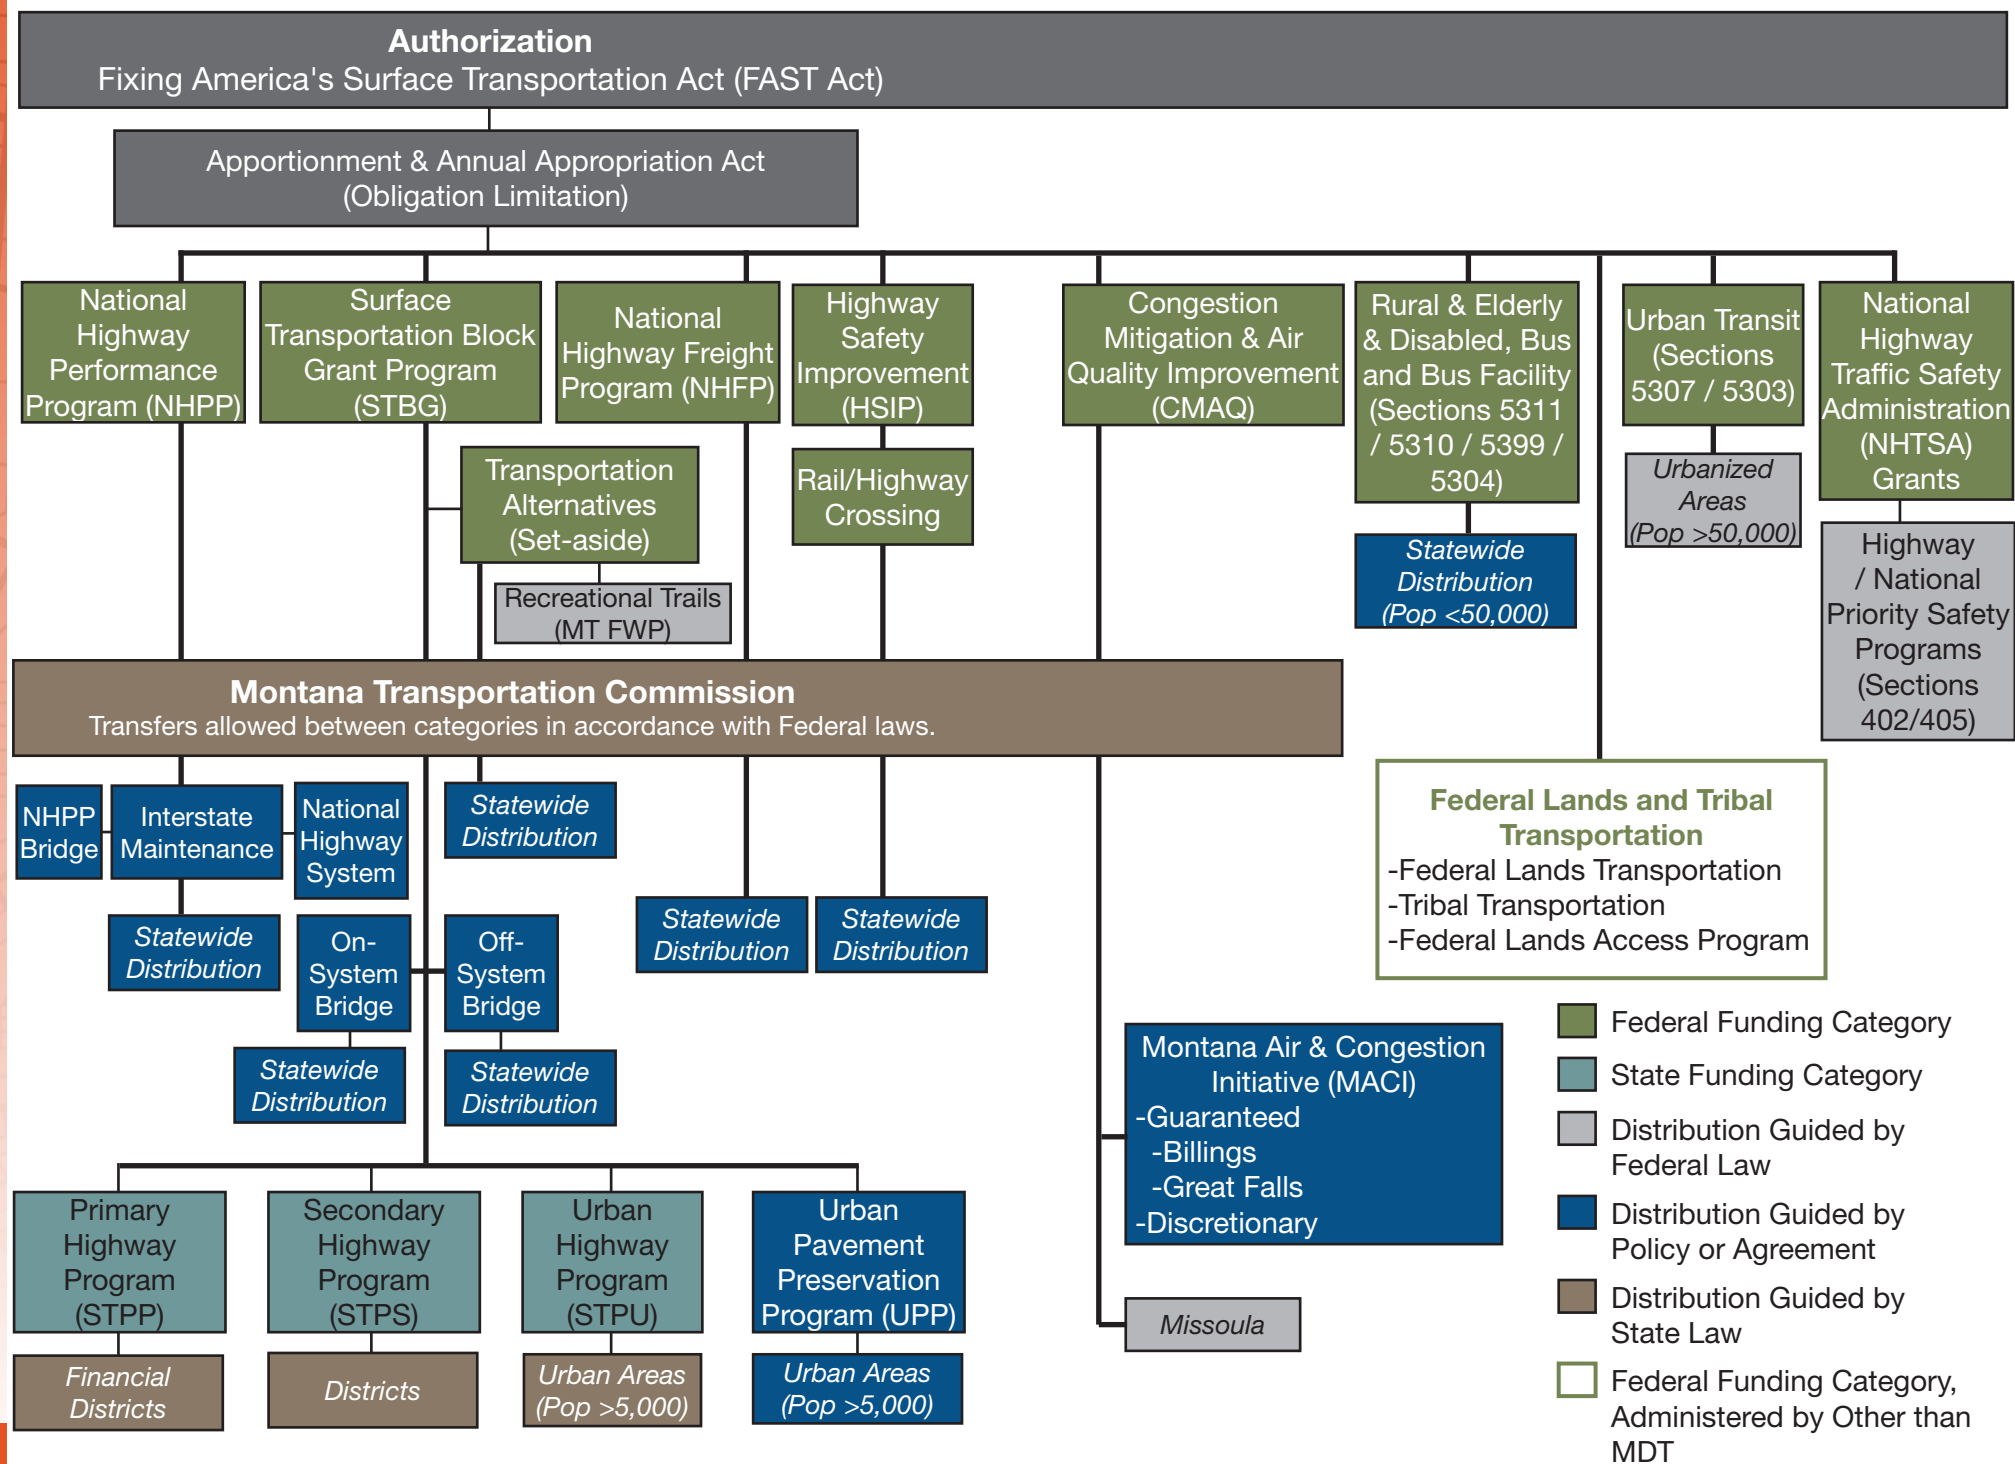 Authorization
Fixing America's Surface Transportation Act (FAST Act)
Apportionment & Annual Appropriation Act
(Obligation Limitation)
National
Highway
Performance
Program (NHPP)
Surface
Transportation Block
Grant Program
(STBG)
National
Highway Freight
Program (NHFP)
Highway
Safety
Improvement
(HSIP)
Congestion
Mitigation & Air
Quality Improvement
(CMAQ)
Rural & Elderly
& Disabled, Bus
and Bus Facility
(Sections 5311
/ 5310 / 5399 /
5304)
Urban Transit
(Sections
5307 / 5303)
National
Highway
Traffic Safety
Administration
(NHTSA)
Grants
Transportation
Alternatives
(Set-aside)
Rail/Highway
Crossing
Urbanized
Areas
(Pop >50,000)
Recreational Trails
(MT FWP)
Statewide
Distribution
(Pop <50,000)
Highway
/ National
Priority Safety
Programs
(Sections
402/405)
Montana Transportation Commission
Transfers allowed between categories in accordance with Federal laws.
NHPP
Bridge
Interstate
Maintenance
National
Highway
System
Statewide
Distribution
Federal Lands and Tribal
Transportation
-Federal Lands Transportation
-Tribal Transportation
-Federal Lands Access Program
Statewide
Distribution
On-
System
Bridge
Off-
System
Bridge
Statewide
Distribution
Statewide
Distribution
Statewide
Distribution
Statewide
Distribution
Montana Air & Congestion
Initiative (MACI)
-Guaranteed
-Billings
-Great Falls
-Discretionary
Missoula
Primary
Highway
Program
(STPP)
Secondary
Highway
Program
(STPS)
Urban
Highway
Program
(STPU)
Urban
Pavement
Preservation
Program (UPP)
Financial
Districts
Districts
Urban Areas
(Pop >5,000)
Urban Areas
(Pop >5,000)
Federal Funding Category
State Funding Category
Distribution Guided by
Federal Law
Distribution Guided by
Policy or Agreement
Distribution Guided by
State Law
Federal Funding Category,
Administered by Other than
MDT